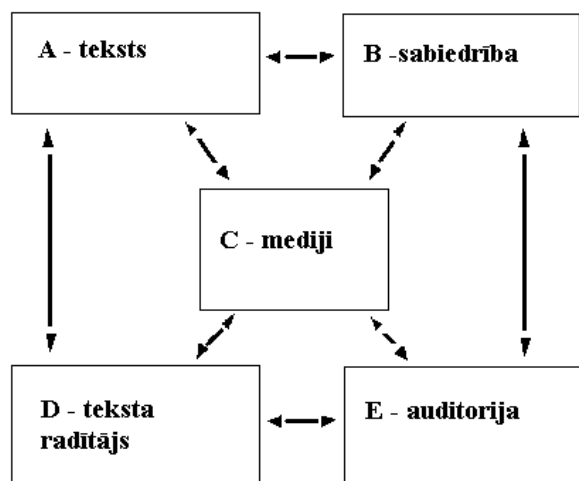 A - teksts
B -sabiedrība
C - mediji
D - teksta
radītājs
E - auditorija